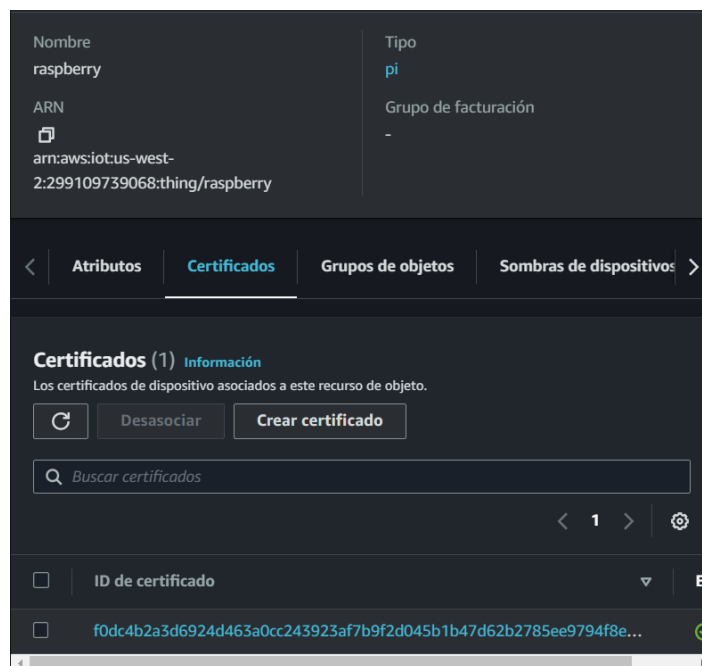 Nombre
raspberry
Tipo
pi
ARN
arn:aws:iot:us-west-
2:299109739068:thing/raspberry
Grupo de facturación
-
Atributos
Certificados
Grupos de objetos
Sombras de dispositivos
Certificados (1) Información
Los certificados de dispositivo asociados a este recurso de objeto.
Desasociar
Crear certificado
Buscar certificados
1
ID de certificado
E
f0dc4b2a3d6924d463a0cc243923af7b9f2d045b1b47d62b2785ee9794f8e...